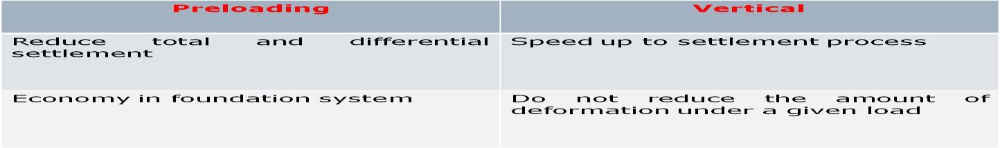 Preloading
Vertical
Reduce total and differential
settlement
Speed up to settlement process
Economy in foundation system
Do not reduce the amount of
deformation under a given load